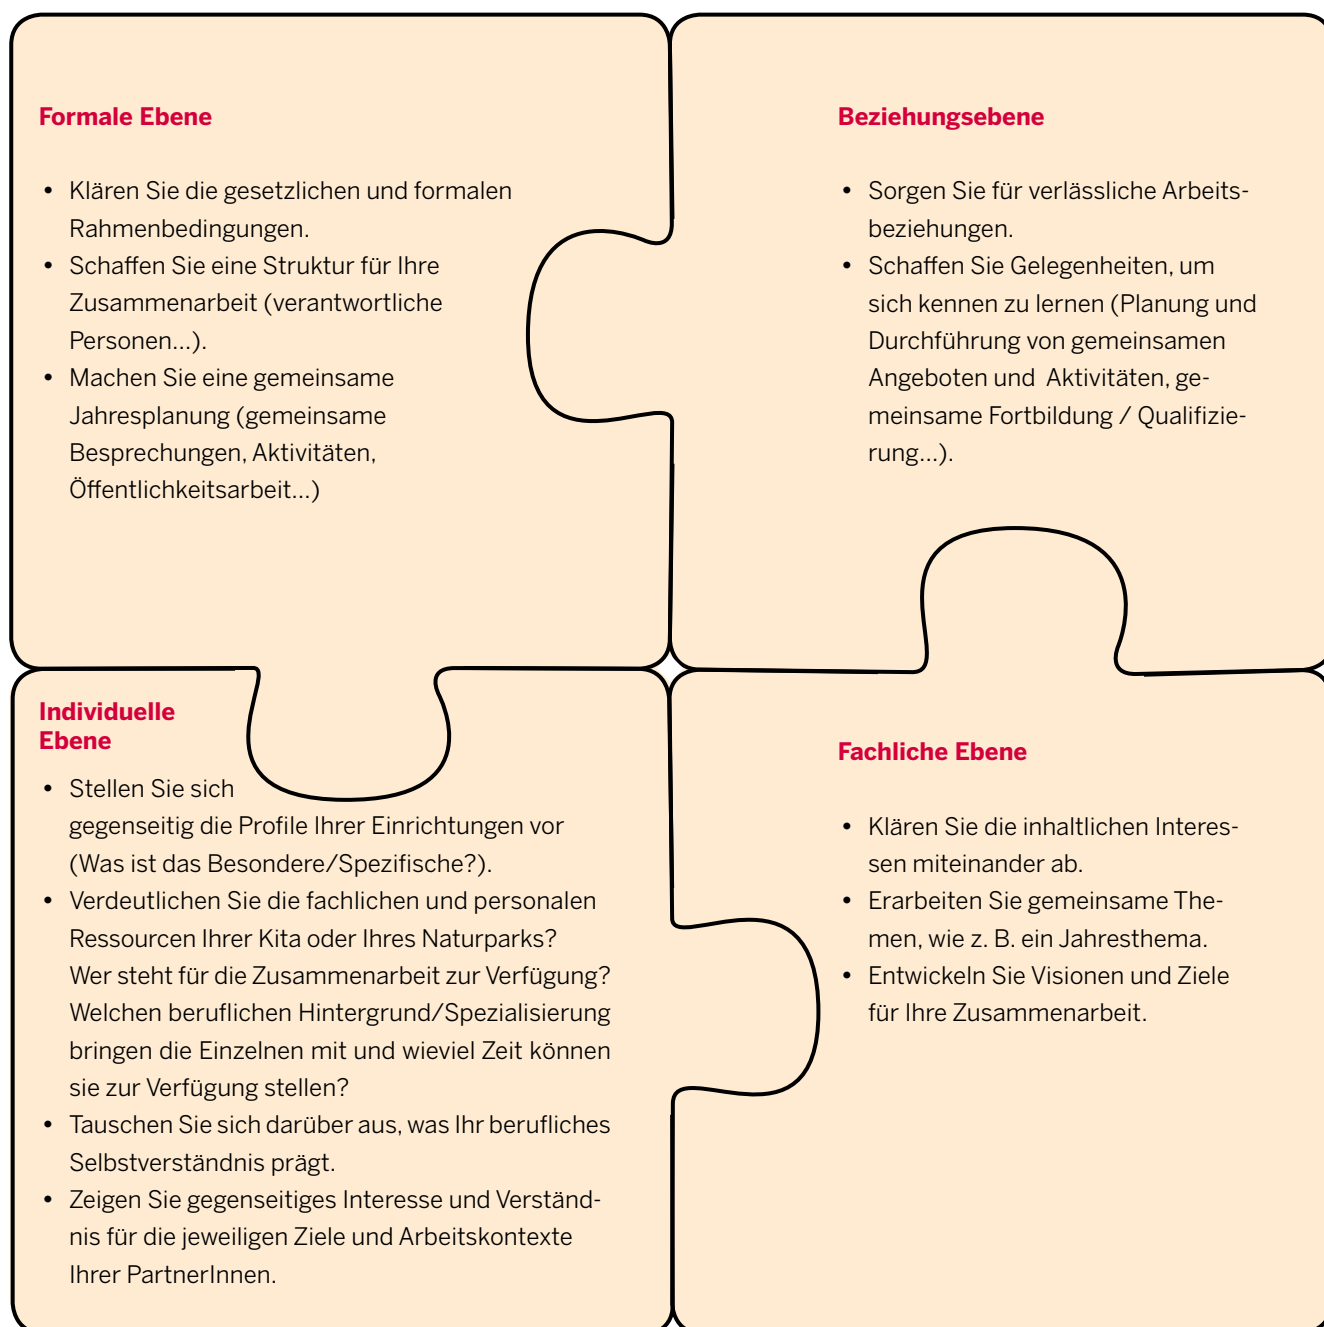 Formale Ebene
• Klären Sie die gesetzlichen und formalen
Rahmenbedingungen.
• Schaffen Sie eine Struktur für Ihre
Zusammenarbeit (verantwortliche
Personen...).
• Machen Sie eine gemeinsame
Jahresplanung (gemeinsame
Besprechungen, Aktivitäten,
Öffentlichkeitsarbeit...)
Beziehungsebene
• Sorgen Sie für verlässliche Arbeits-
beziehungen.
• Schaffen Sie Gelegenheiten, um
sich kennen zu lernen (Planung und
Durchführung von gemeinsamen
Angeboten und Aktivitäten, ge-
meinsame Fortbildung / Qualifizie-
rung...).
Individuelle
Ebene
• Stellen Sie sich
gegenseitig die Profile Ihrer Einrichtungen vor
(Was ist das Besondere/Spezifische?).
• Verdeutlichen Sie die fachlichen und personalen
Ressourcen Ihrer Kita oder Ihres Naturparks?
Wer steht für die Zusammenarbeit zur Verfügung?
Welchen beruflichen Hintergrund/Spezialisierung
bringen die Einzelnen mit und wieviel Zeit können
sie zur Verfügung stellen?
• Tauschen Sie sich darüber aus, was Ihr berufliches
Selbstverständnis prägt.
• Zeigen Sie gegenseitiges Interesse und Verständ-
nis für die jeweiligen Ziele und Arbeitskontexte
Ihrer PartnerInnen.
Fachliche Ebene
• Klären Sie die inhaltlichen Interes-
sen miteinander ab.
• Erarbeiten Sie gemeinsame The-
men, wie z. B. ein Jahresthema.
• Entwickeln Sie Visionen und Ziele
für Ihre Zusammenarbeit.